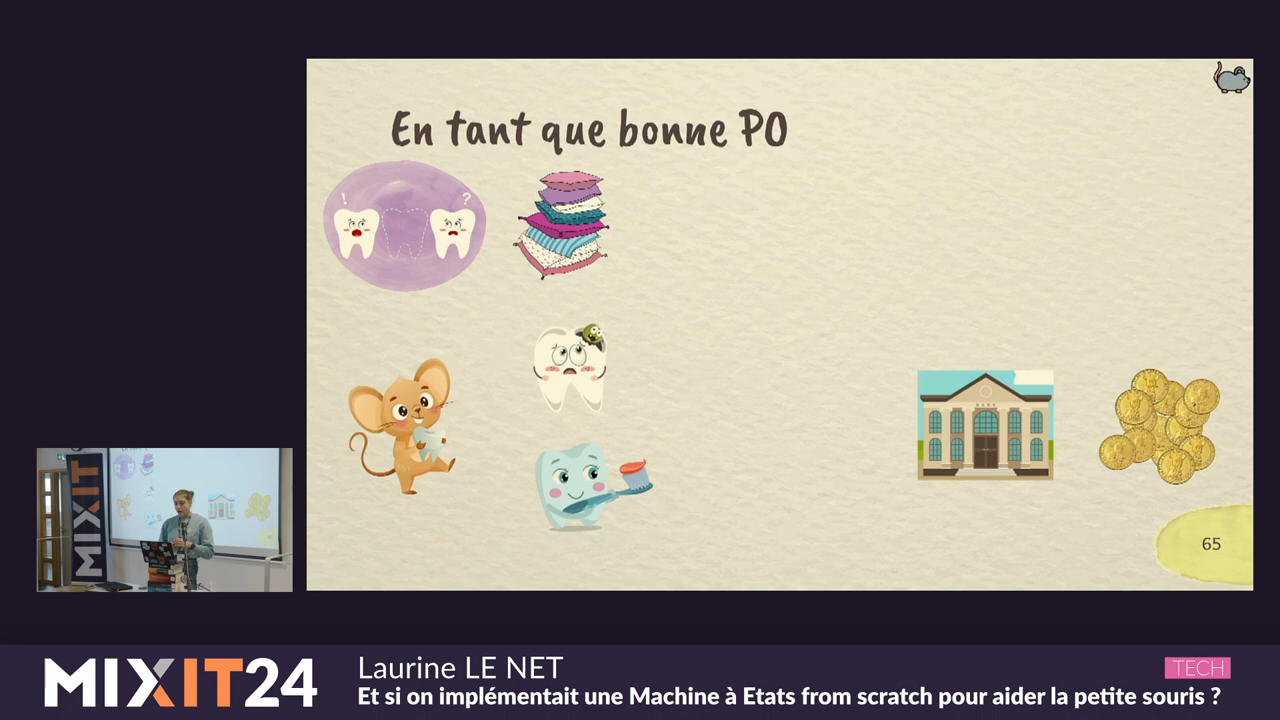 En tant que bonne PO
!
?
65
MIXIT
MIXIT24
Laurine LE NET
TECH
Et si on implémentait une Machine à Etats from scratch pour aider la petite souris ?